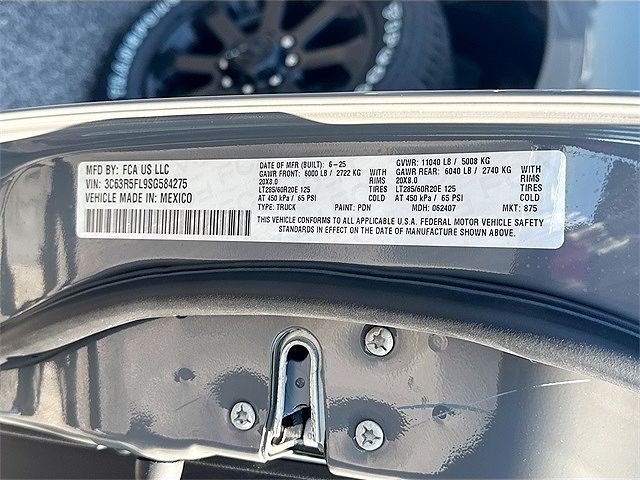 MFD BY: FCA US LLC
VIN: 3C63R5FL9SG584275
VEHICLE MADE IN: MEXICO
DATE OF MFR (BUILT): 6-25
GAWR FRONT: 6000 LB / 2722 KG WITH
20X8.0 RIMS
LT285/60R20E 125 TIRES
AT 450 kPa / 65 PSI COLD
TYPE: TRUCK PAINT: PDN
GVWR: 11040 LB / 5008 KG
GAWR REAR: 6040 LB / 2740 KG WITH
20X8.0 RIMS
LT285/60R20E 125 TIRES
AT 450 kPa / 65 PSI COLD
MDH: 062407 MKT: 875
THIS VEHICLE CONFORMS TO ALL APPLICABLE U.S.A. FEDERAL MOTOR VEHICLE SAFETY
STANDARDS IN EFFECT ON THE DATE OF MANUFACTURE SHOWN ABOVE.